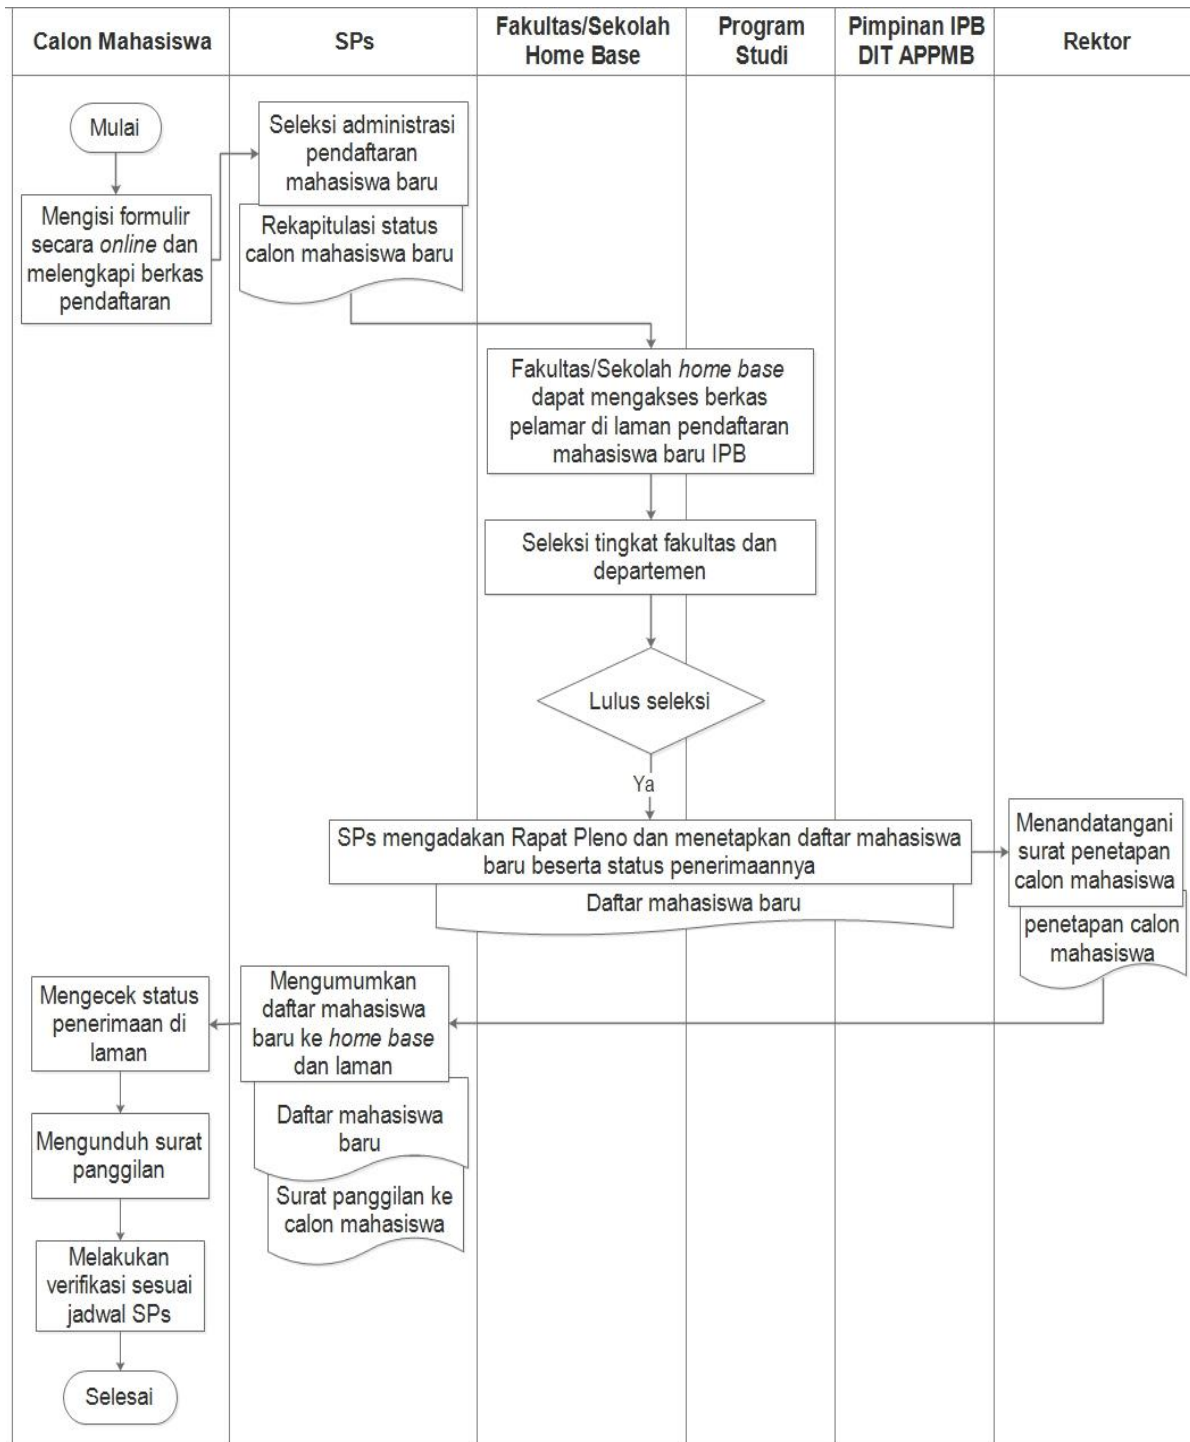 Calon Mahasiswa
SPs
Fakultas/Sekolah
Home Base
Program
Studi
Pimpinan IPB
DIT APPMB
Rektor
Mulai
Mengisi formulir
secara online dan
melengkapi berkas
pendaftaran
Seleksi administrasi
pendaftaran
mahasiswa baru
Rekapitulasi status
calon mahasiswa baru
Fakultas/Sekolah home base
dapat mengakses berkas
pelamar di laman pendaftaran
mahasiswa baru IPB
Seleksi tingkat fakultas dan
departemen
Lulus seleksi
Ya
SPs mengadakan Rapat Pleno dan menetapkan daftar mahasiswa
baru beserta status penerimaannya
Daftar mahasiswa baru
Menandatangani
surat penetapan
calon mahasiswa
penetapan calon
mahasiswa
Mengumumkan
daftar mahasiswa
baru ke home base
dan laman
Daftar mahasiswa
baru
Surat panggilan ke
calon mahasiswa
Mengecek status
penerimaan di
laman
Mengunduh surat
panggilan
Melakukan
verifikasi sesuai
jadwal SPs
Selesai